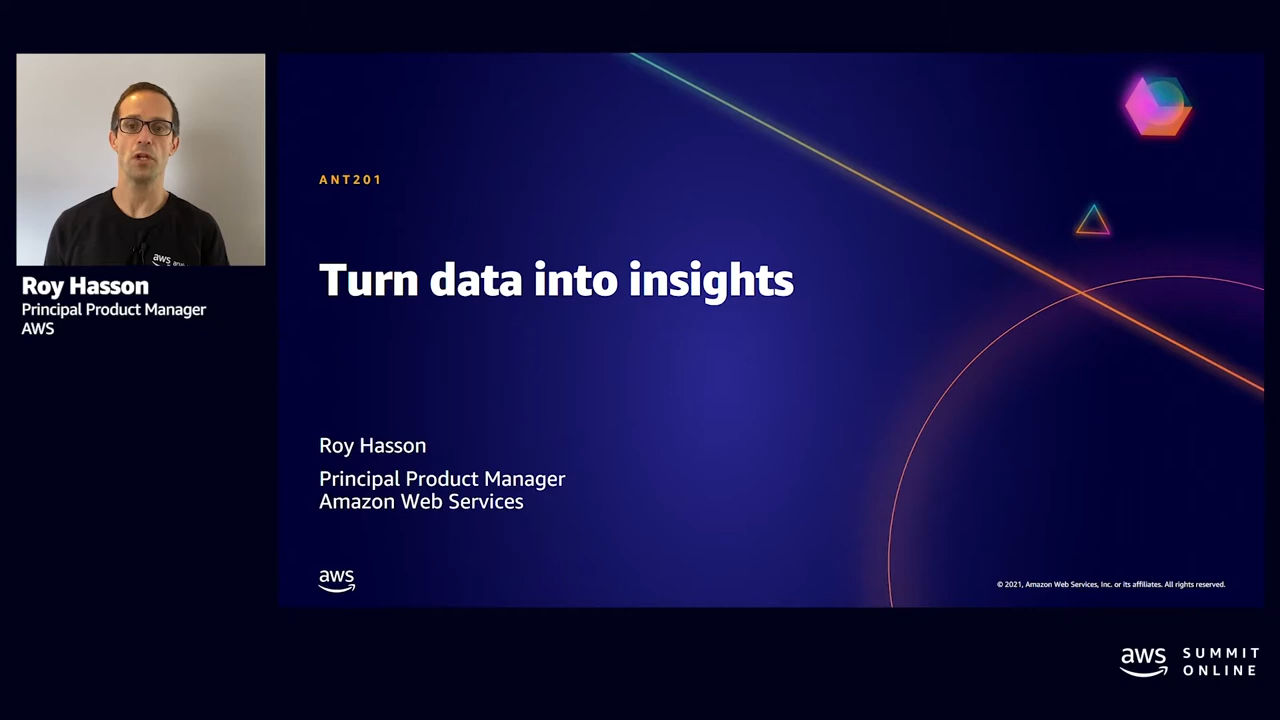 aws
Roy Hasson
Principal Product Manager
AWS
ANT201
Turn data into insights
Roy Hasson
Principal Product Manager
Amazon Web Services
aws
© 2021, Amazon Web Services, Inc. or its affiliates. All rights reserved.
aws
SUMMIT
ONLINE